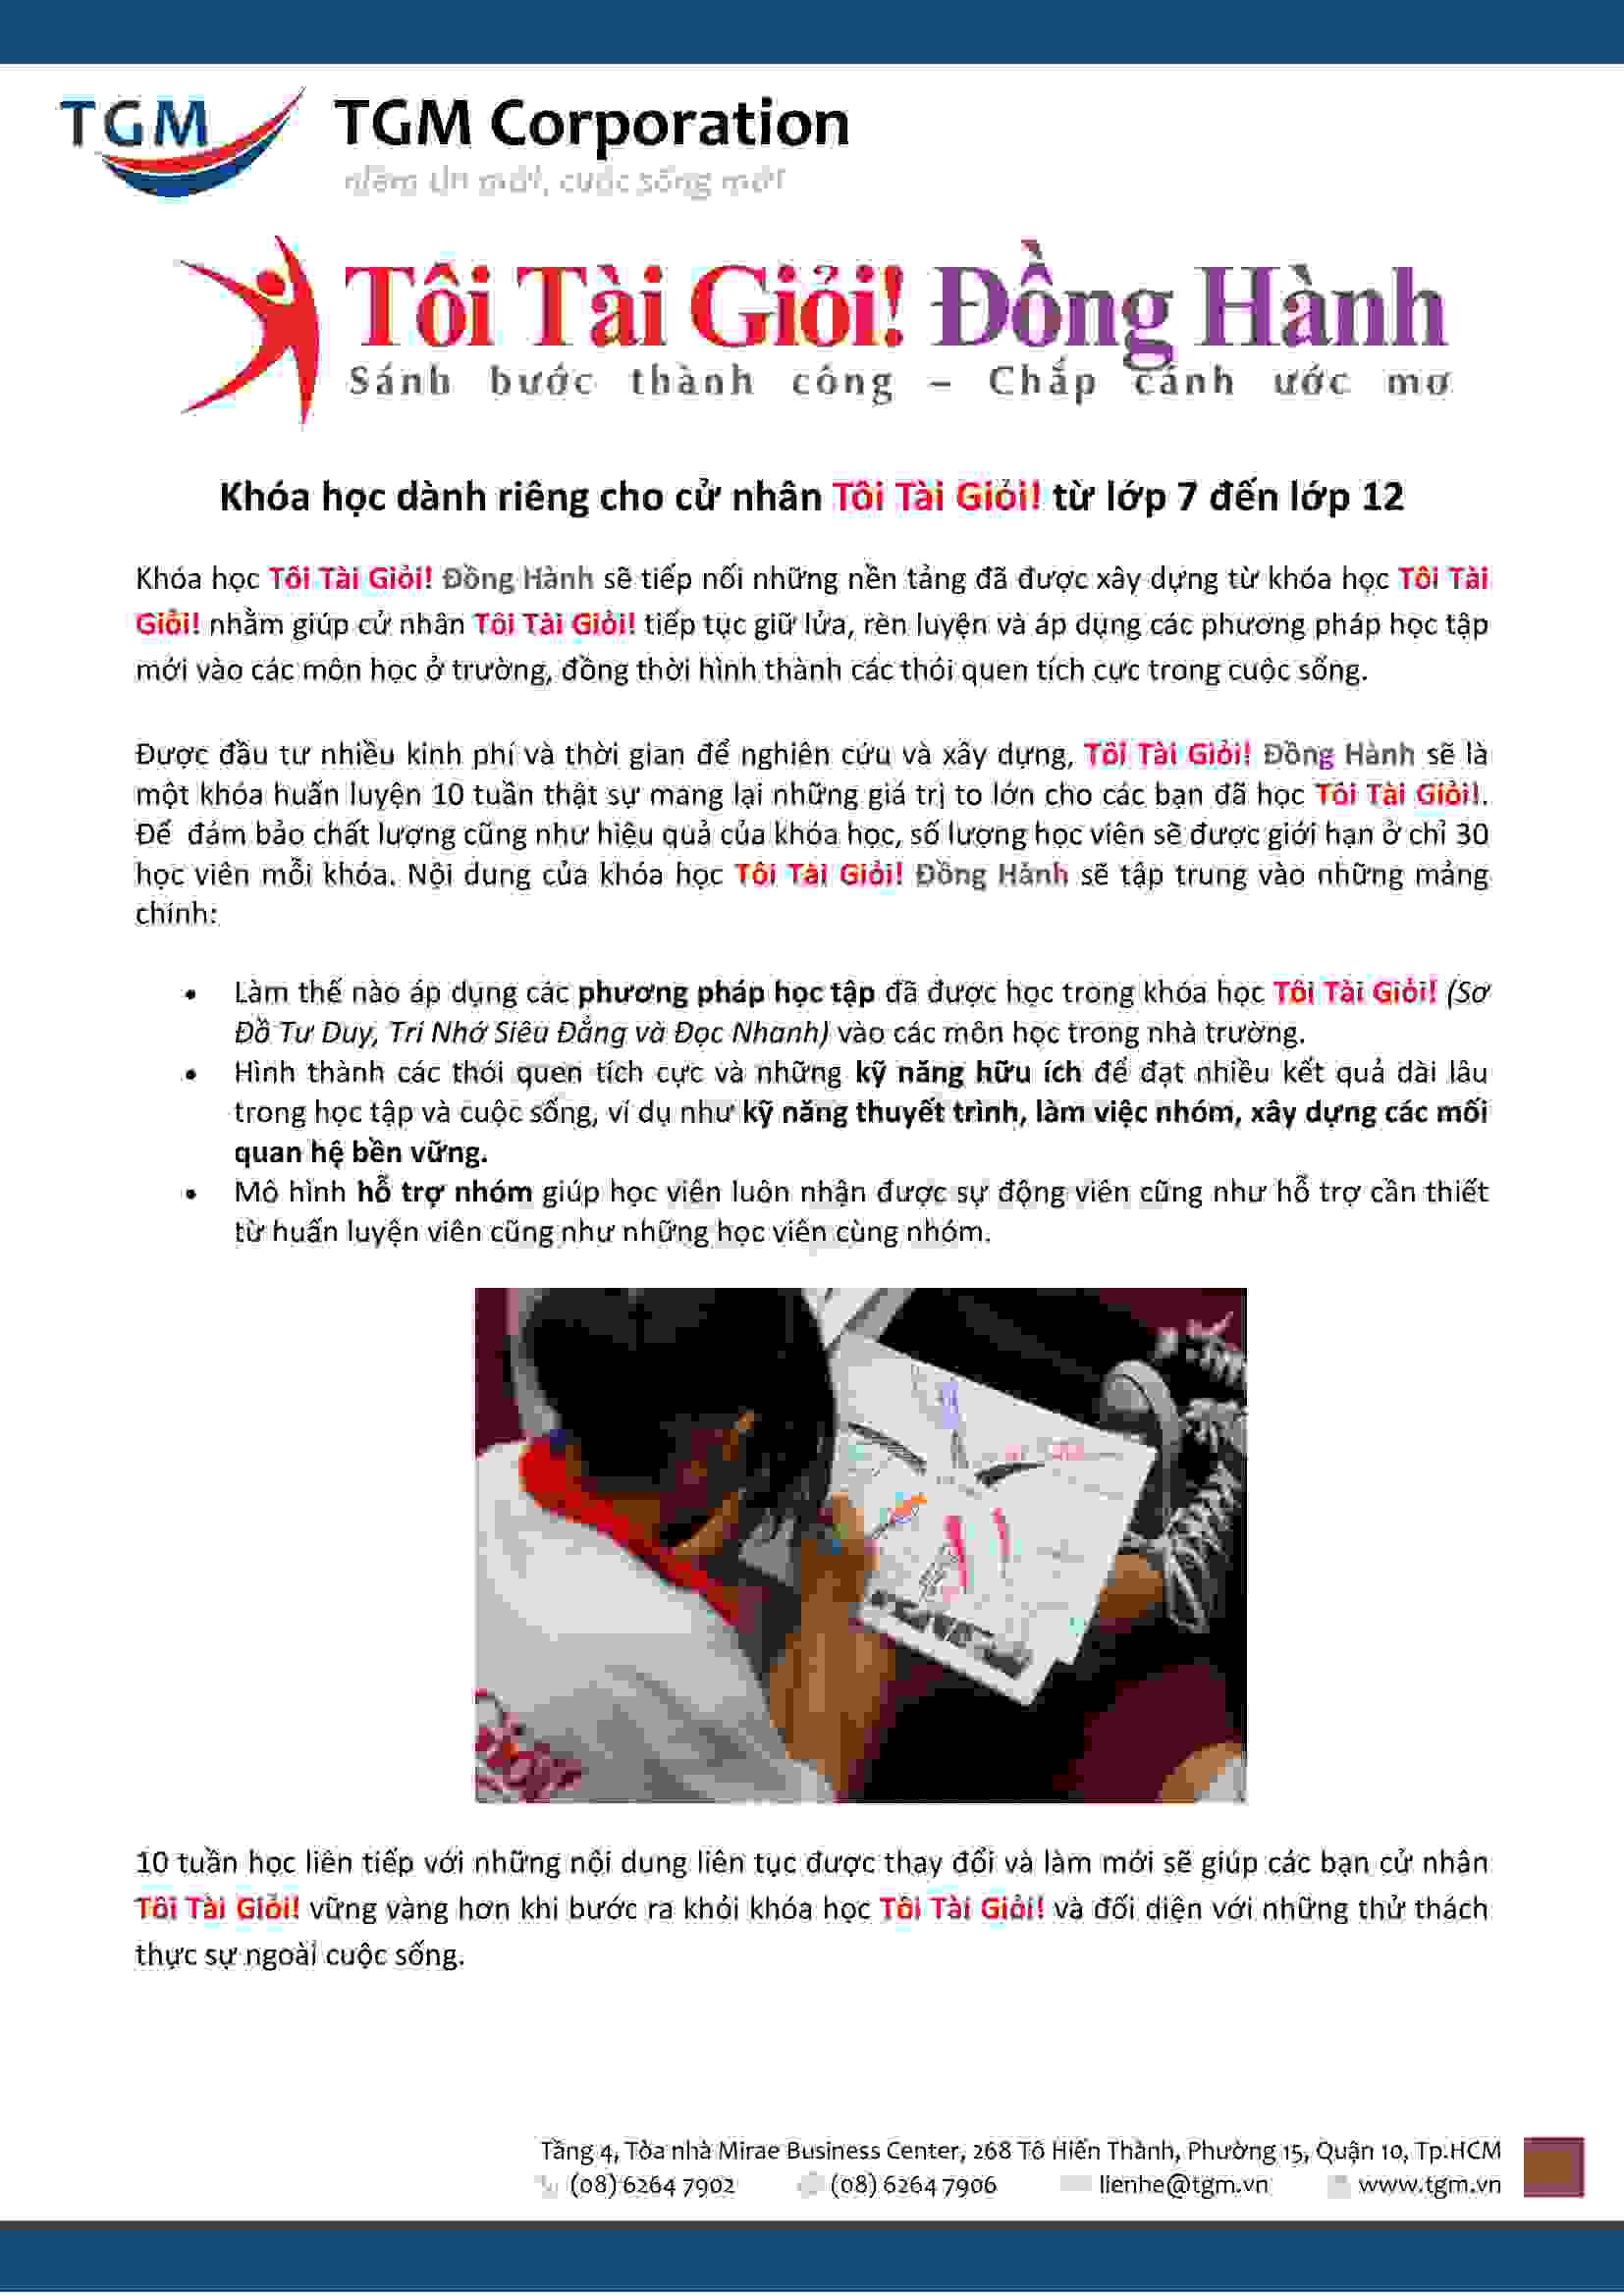 TGM
TGM Corporation
niềm tin mới, cuộc sống mới
Tôi Tài Giỏi! Đồng Hành
Sánh bước thành công – Chắp cánh ước mơ
Khóa học dành riêng cho cử nhân Tôi Tài Giỏi! từ lớp 7 đến lớp 12
Khóa học Tôi Tài Giỏi! Đồng Hành sẽ tiếp nối những nền tảng đã được xây dựng từ khóa học Tôi Tài
Giỏi! nhằm giúp cử nhân Tôi Tài Giỏi! tiếp tục giữ lửa, rèn luyện và áp dụng các phương pháp học tập
mới vào các môn học ở trường, đồng thời hình thành các thói quen tích cực trong cuộc sống.
Được đầu tư nhiều kinh phí và thời gian để nghiên cứu và xây dựng, Tôi Tài Giỏi! Đồng Hành sẽ là
một khóa huấn luyện 10 tuần thật sự mang lại những giá trị to lớn cho các bạn đã học Tôi Tài Giỏi!.
Để đảm bảo chất lượng cũng như hiệu quả của khóa học, số lượng học viên sẽ được giới hạn ở chỉ 30
học viên mỗi khóa. Nội dung của khóa học Tôi Tài Giỏi! Đồng Hành sẽ tập trung vào những mảng
chính:
• Làm thế nào áp dụng các phương pháp học tập đã được học trong khóa học Tôi Tài Giỏi! (Sơ
Đồ Tư Duy, Trí Nhớ Siêu Đẳng và Đọc Nhanh) vào các môn học trong nhà trường.
• Hình thành các thói quen tích cực và những kỹ năng hữu ích để đạt nhiều kết quả dài lâu
trong học tập và cuộc sống, ví dụ như kỹ năng thuyết trình, làm việc nhóm, xây dựng các mối
quan hệ bền vững.
• Mô hình hỗ trợ nhóm giúp học viên luôn nhận được sự động viên cũng như hỗ trợ cần thiết
từ huấn luyện viên cũng như những học viên cùng nhóm.
10 tuần học liên tiếp với những nội dung liên tục được thay đổi và làm mới sẽ giúp các bạn cử nhân
Tôi Tài Giỏi! vững vàng hơn khi bước ra khỏi khóa học Tôi Tài Giỏi! và đối diện với những thử thách
thực sự ngoài cuộc sống.
Tầng 4, Tòa nhà Mirae Business Center, 268 Tô Hiến Thành, Phường 15, Quận 10, Tp.HCM
(08) 6264 7902 (08) 6264 7906 lienhe@tgm.vn www.tgm.vn